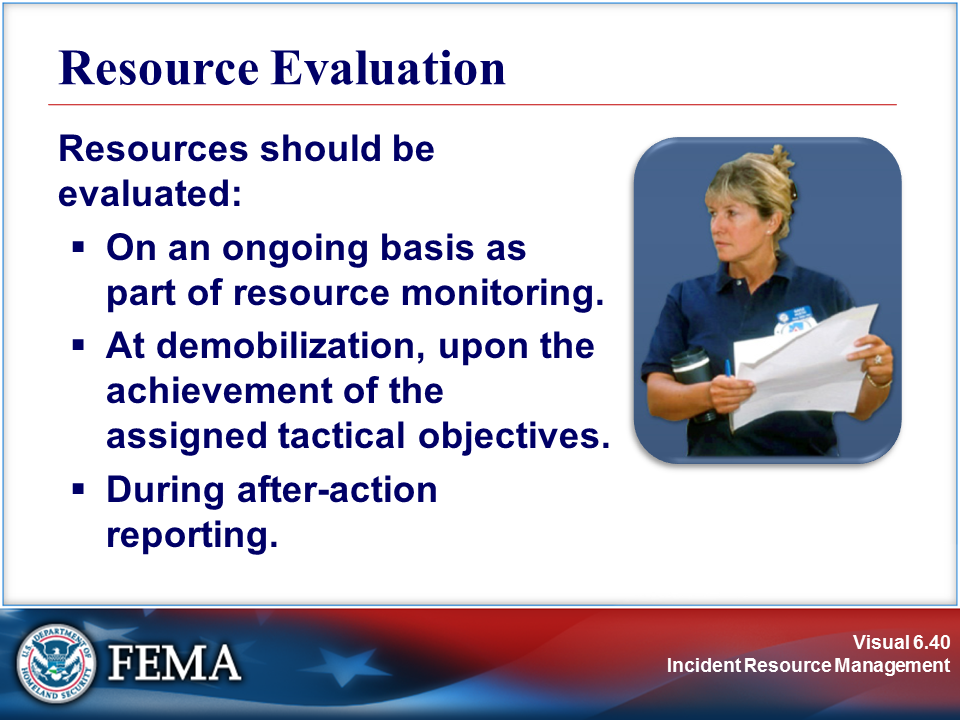 Resource Evaluation
Resources should be
evaluated:
▪ On an ongoing basis as
part of resource monitoring.
▪ At demobilization, upon the
achievement of the
assigned tactical objectives.
▪ During after-action
reporting.
U.S. DEPARTMENT OF
HOMELAND SECURITY
FEMA
Visual 6.40
Incident Resource Management